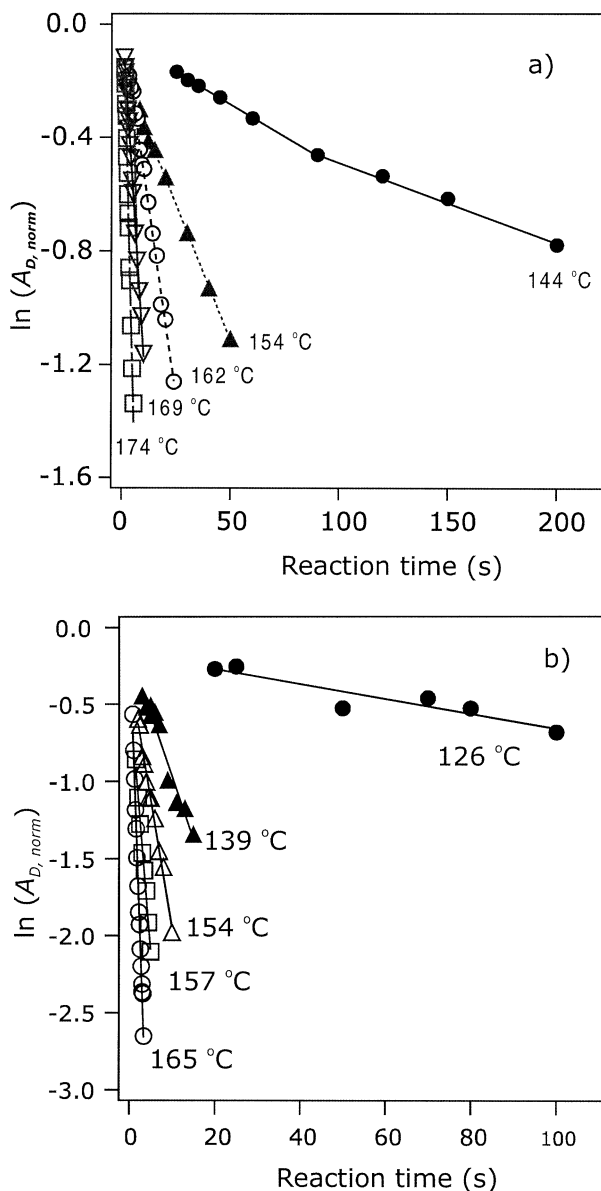 0.0
a)
-0.4
-0.8
-1.2
-1.6
ln (A_D, norm)
144 °C
154 °C
162 °C
169 °C
174 °C
0 50 100 150 200
Reaction time (s)
0.0
b)
-0.5
-1.0
-1.5
-2.0
-2.5
-3.0
ln (A_D, norm)
126 °C
139 °C
154 °C
157 °C
165 °C
0 20 40 60 80 100
Reaction time (s)